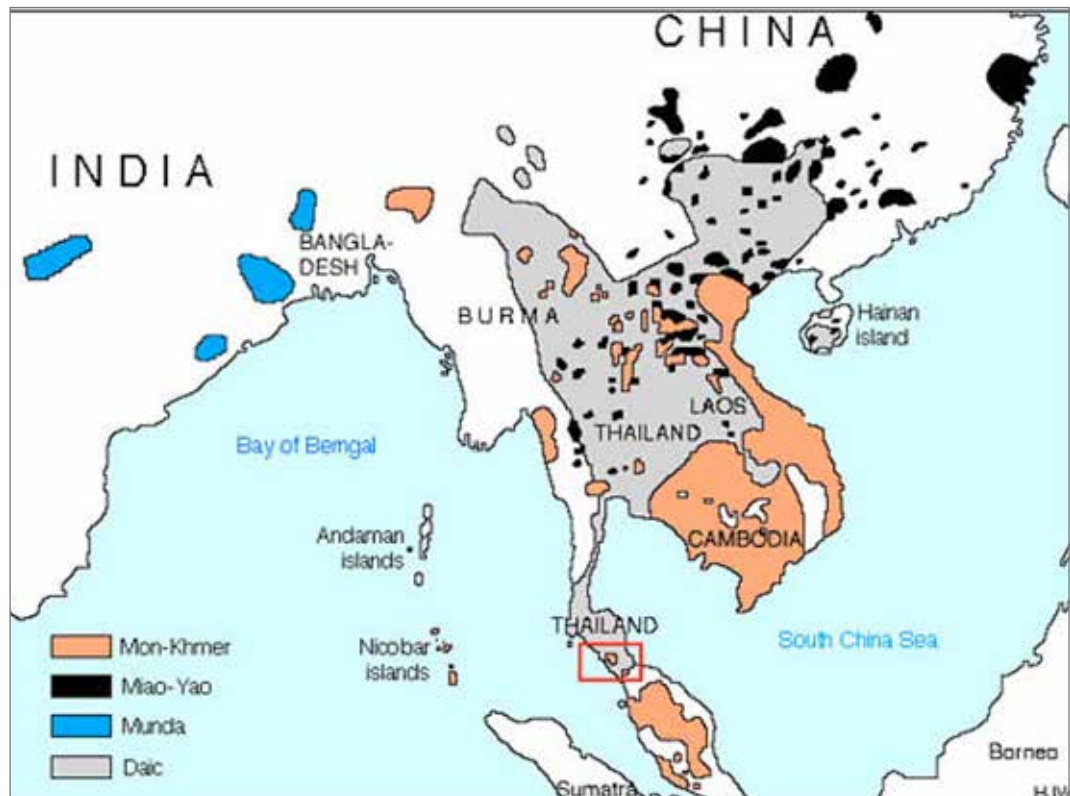 CHINA
INDIA
BANGLA-
DESH
BURMA
Hainan
island
LAOS
THAILAND
Bay of Bemgal
CAMBODIA
Andaman
islands
THAILAND
South China Sea
Nicobar
islands
Mon-Khmer
Miao-Yao
Munda
Daic
Borneo
Sumatra